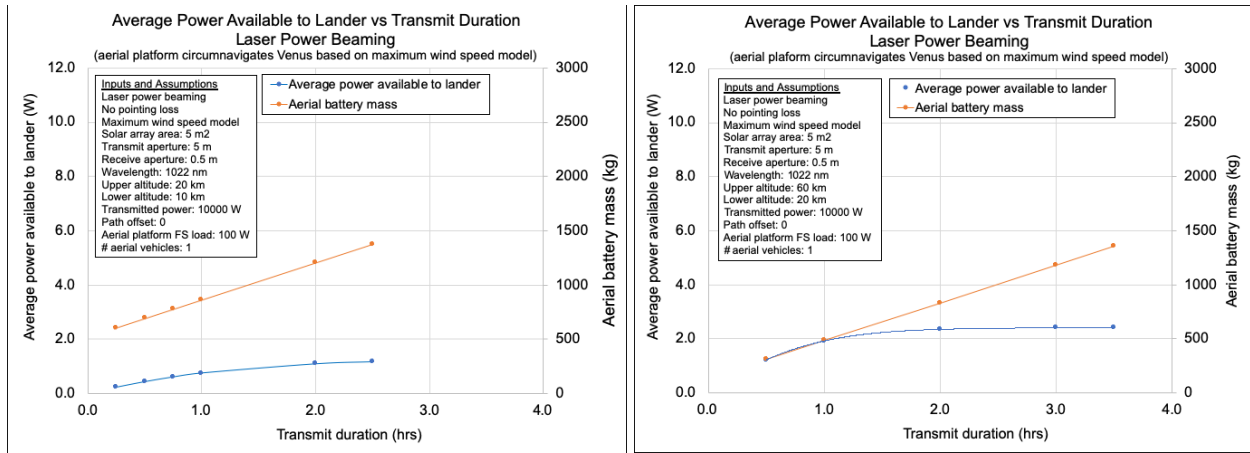 Average Power Available to Lander vs Transmit Duration
Laser Power Beaming
(aerial platform circumnavigates Venus based on maximum wind speed model)
12.0
10.0
8.0
6.0
4.0
2.0
0.0
Average power available to lander (W)
Inputs and Assumptions
Laser power beaming
No pointing loss
Maximum wind speed model
Solar array area: 5 m2
Transmit aperture: 5 m
Receive aperture: 0.5 m
Wavelength: 1022 nm
Upper altitude: 20 km
Lower altitude: 10 km
Transmitted power: 10000 W
Path offset: 0
Aerial platform FS load: 100 W
# aerial vehicles: 1
Average power available to lander
Aerial battery mass
3000
2500
2000
1500
1000
500
0
Aerial battery mass (kg)
0.0 1.0 2.0 3.0 4.0
Transmit duration (hrs)
Average Power Available to Lander vs Transmit Duration
Laser Power Beaming
(aerial plaform circumnavigates Venus based on maximum wind speed model)
12.0
10.0
8.0
6.0
4.0
2.0
0.0
Average power available to lander (W)
Inputs and Assumptions
Laser power beaming
No pointing loss
Maximum wind speed model
Solar array area: 5 m2
Transmit aperture: 5 m
Receive aperture: 0.5 m
Wavelength: 1022 nm
Upper altitude: 60 km
Lower altitude: 20 km
Transmitted power: 10000 W
Path offset: 0
Aerial platform FS load: 100 W
# aerial vehicles: 1
Average power available to lander
Aerial battery mass
3000
2500
2000
1500
1000
500
0
Aerial battery mass (kg)
0.0 1.0 2.0 3.0 4.0
Transmit duration (hrs)